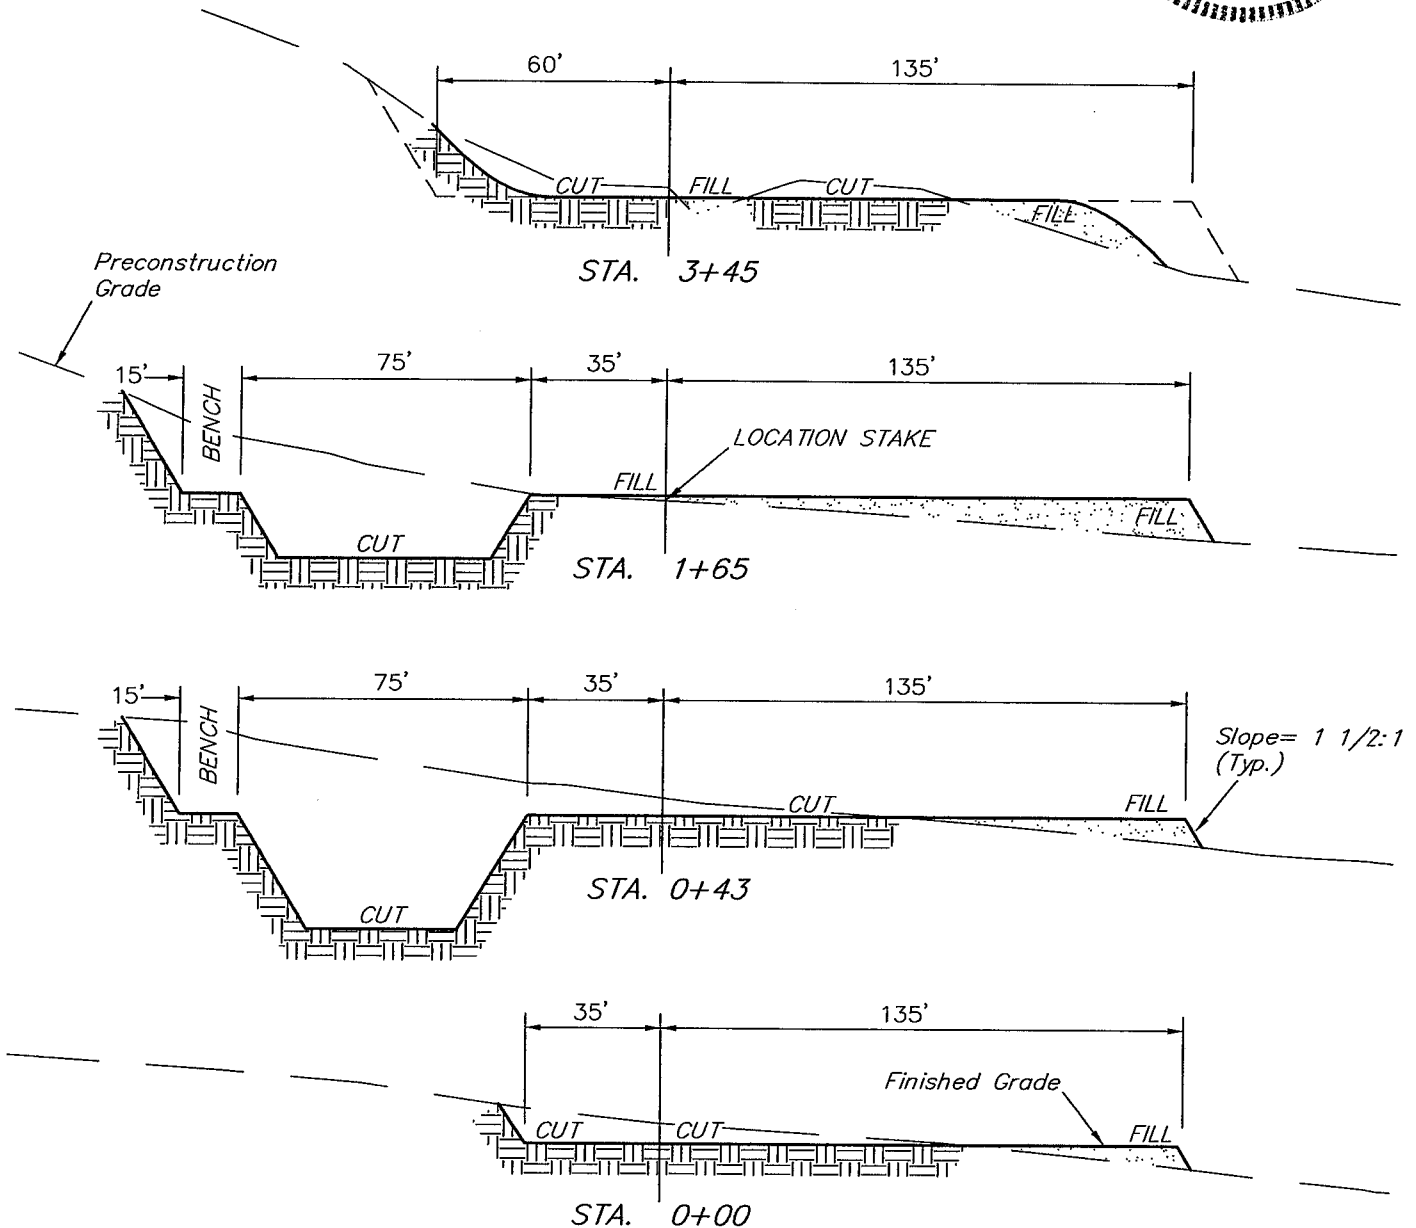 60' 135'
CUT FILL CUT
FILL
STA. 3+45
Preconstruction
Grade
15' 75' 35' 135'
BENCH
LOCATION STAKE
FILL
FILL
CUT
STA. 1+65
15' 75' 35' 135'
BENCH
Slope= 1 1/2:1
(Typ.)
CUT FILL
CUT
STA. 0+43
35' 135'
Finished Grade
CUT CUT FILL
STA. 0+00